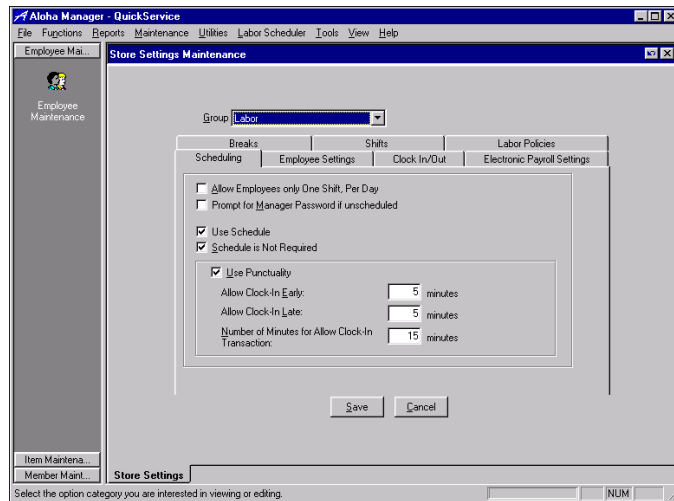 Aloha Manager - QuickService
File Functions Reports Maintenance Utilities Labor Scheduler Tools View Help
Employee Mai...
Store Settings Maintenance
Employee
Maintenance
Group Labor
Breaks Shifts Labor Policies
Scheduling Employee Settings Clock In/Out Electronic Payroll Settings
Allow Employees only One Shift, Per Day
Prompt for Manager Password if unscheduled
Use Schedule
Schedule is Not Required
Use Punctuality
Allow Clock-In Early: 5 minutes
Allow Clock-In Late: 5 minutes
Number of Minutes for Allow Clock-In
Transaction: 15 minutes
Save Cancel
Item Maintena...
Member Maint...
Store Settings
Select the option category you are interested in viewing or editing.
NUM